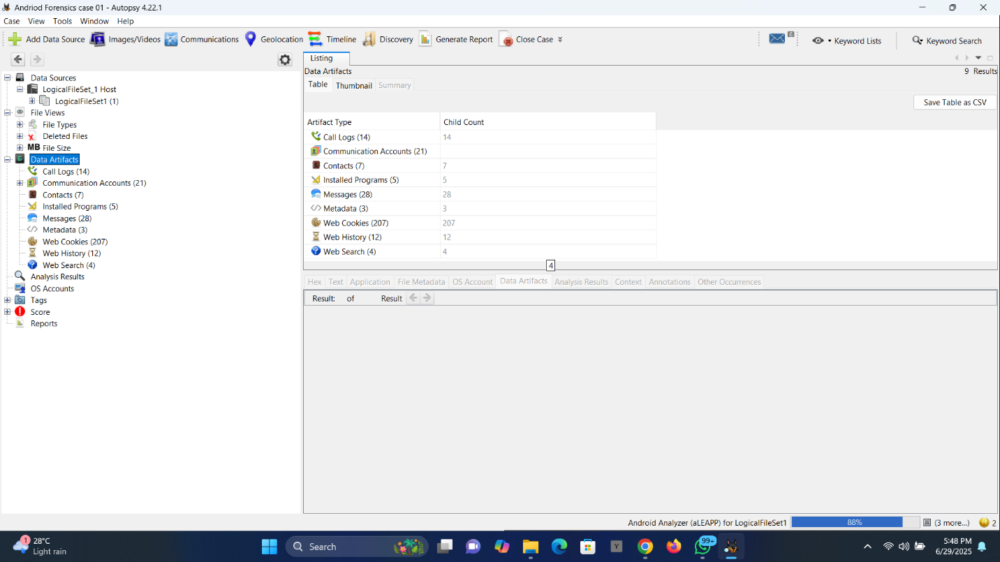 Andriod Forensics case 01 - Autopsy 4.22.1
Case View Tools Window Help
Add Data Source Images/Videos Communications Geolocation Timeline Discovery Generate Report Close Case 6 Keyword Lists Keyword Search
Listing
Data Artifacts 9 Results
Table Thumbnail Summary
Save Table as CSV
Data Sources
LogicalFileSet_1 Host
LogicalFileSet1 (1)
File Views
File Types
Deleted Files
MB File Size
Data Artifacts
Call Logs (14)
Communication Accounts (21)
Contacts (7)
Installed Programs (5)
Messages (28)
Metadata (3)
Web Cookies (207)
Web History (12)
Web Search (4)
Analysis Results
OS Accounts
Tags
Score
Reports
Artifact Type Child Count
Call Logs (14) 14
Communication Accounts (21)
Contacts (7) 7
Installed Programs (5) 5
Messages (28) 28
Metadata (3) 3
Web Cookies (207) 207
Web History (12) 12
Web Search (4) 4
4
Hex Text Application File Metadata OS Account Data Artifacts Analysis Results Context Annotations Other Occurrences
Result: of Result
Android Analyzer (aLEAPP) for LogicalFileSet1 88% (3 more...) 2
1 28°C
Light rain
Search
Y
99+
5:48 PM
6/29/2025